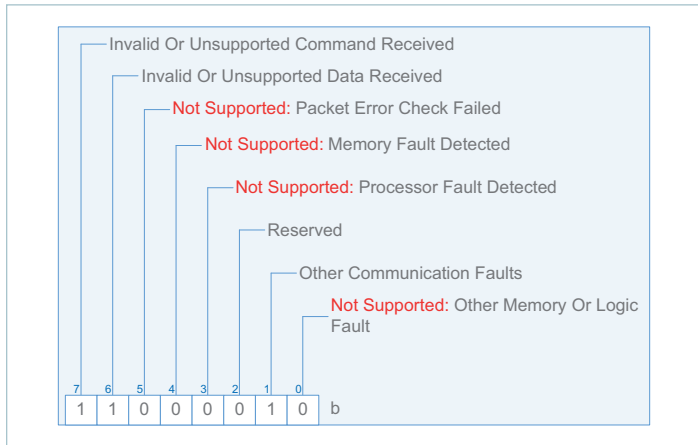 Invalid Or Unsupported Command Received
Invalid Or Unsupported Data Received
Not Supported: Packet Error Check Failed
Not Supported: Memory Fault Detected
Not Supported: Processor Fault Detected
Reserved
Other Communication Faults
Not Supported: Other Memory Or Logic
Fault
7 6 5 4 3 2 1 0
1 1 0 0 0 0 1 0 b